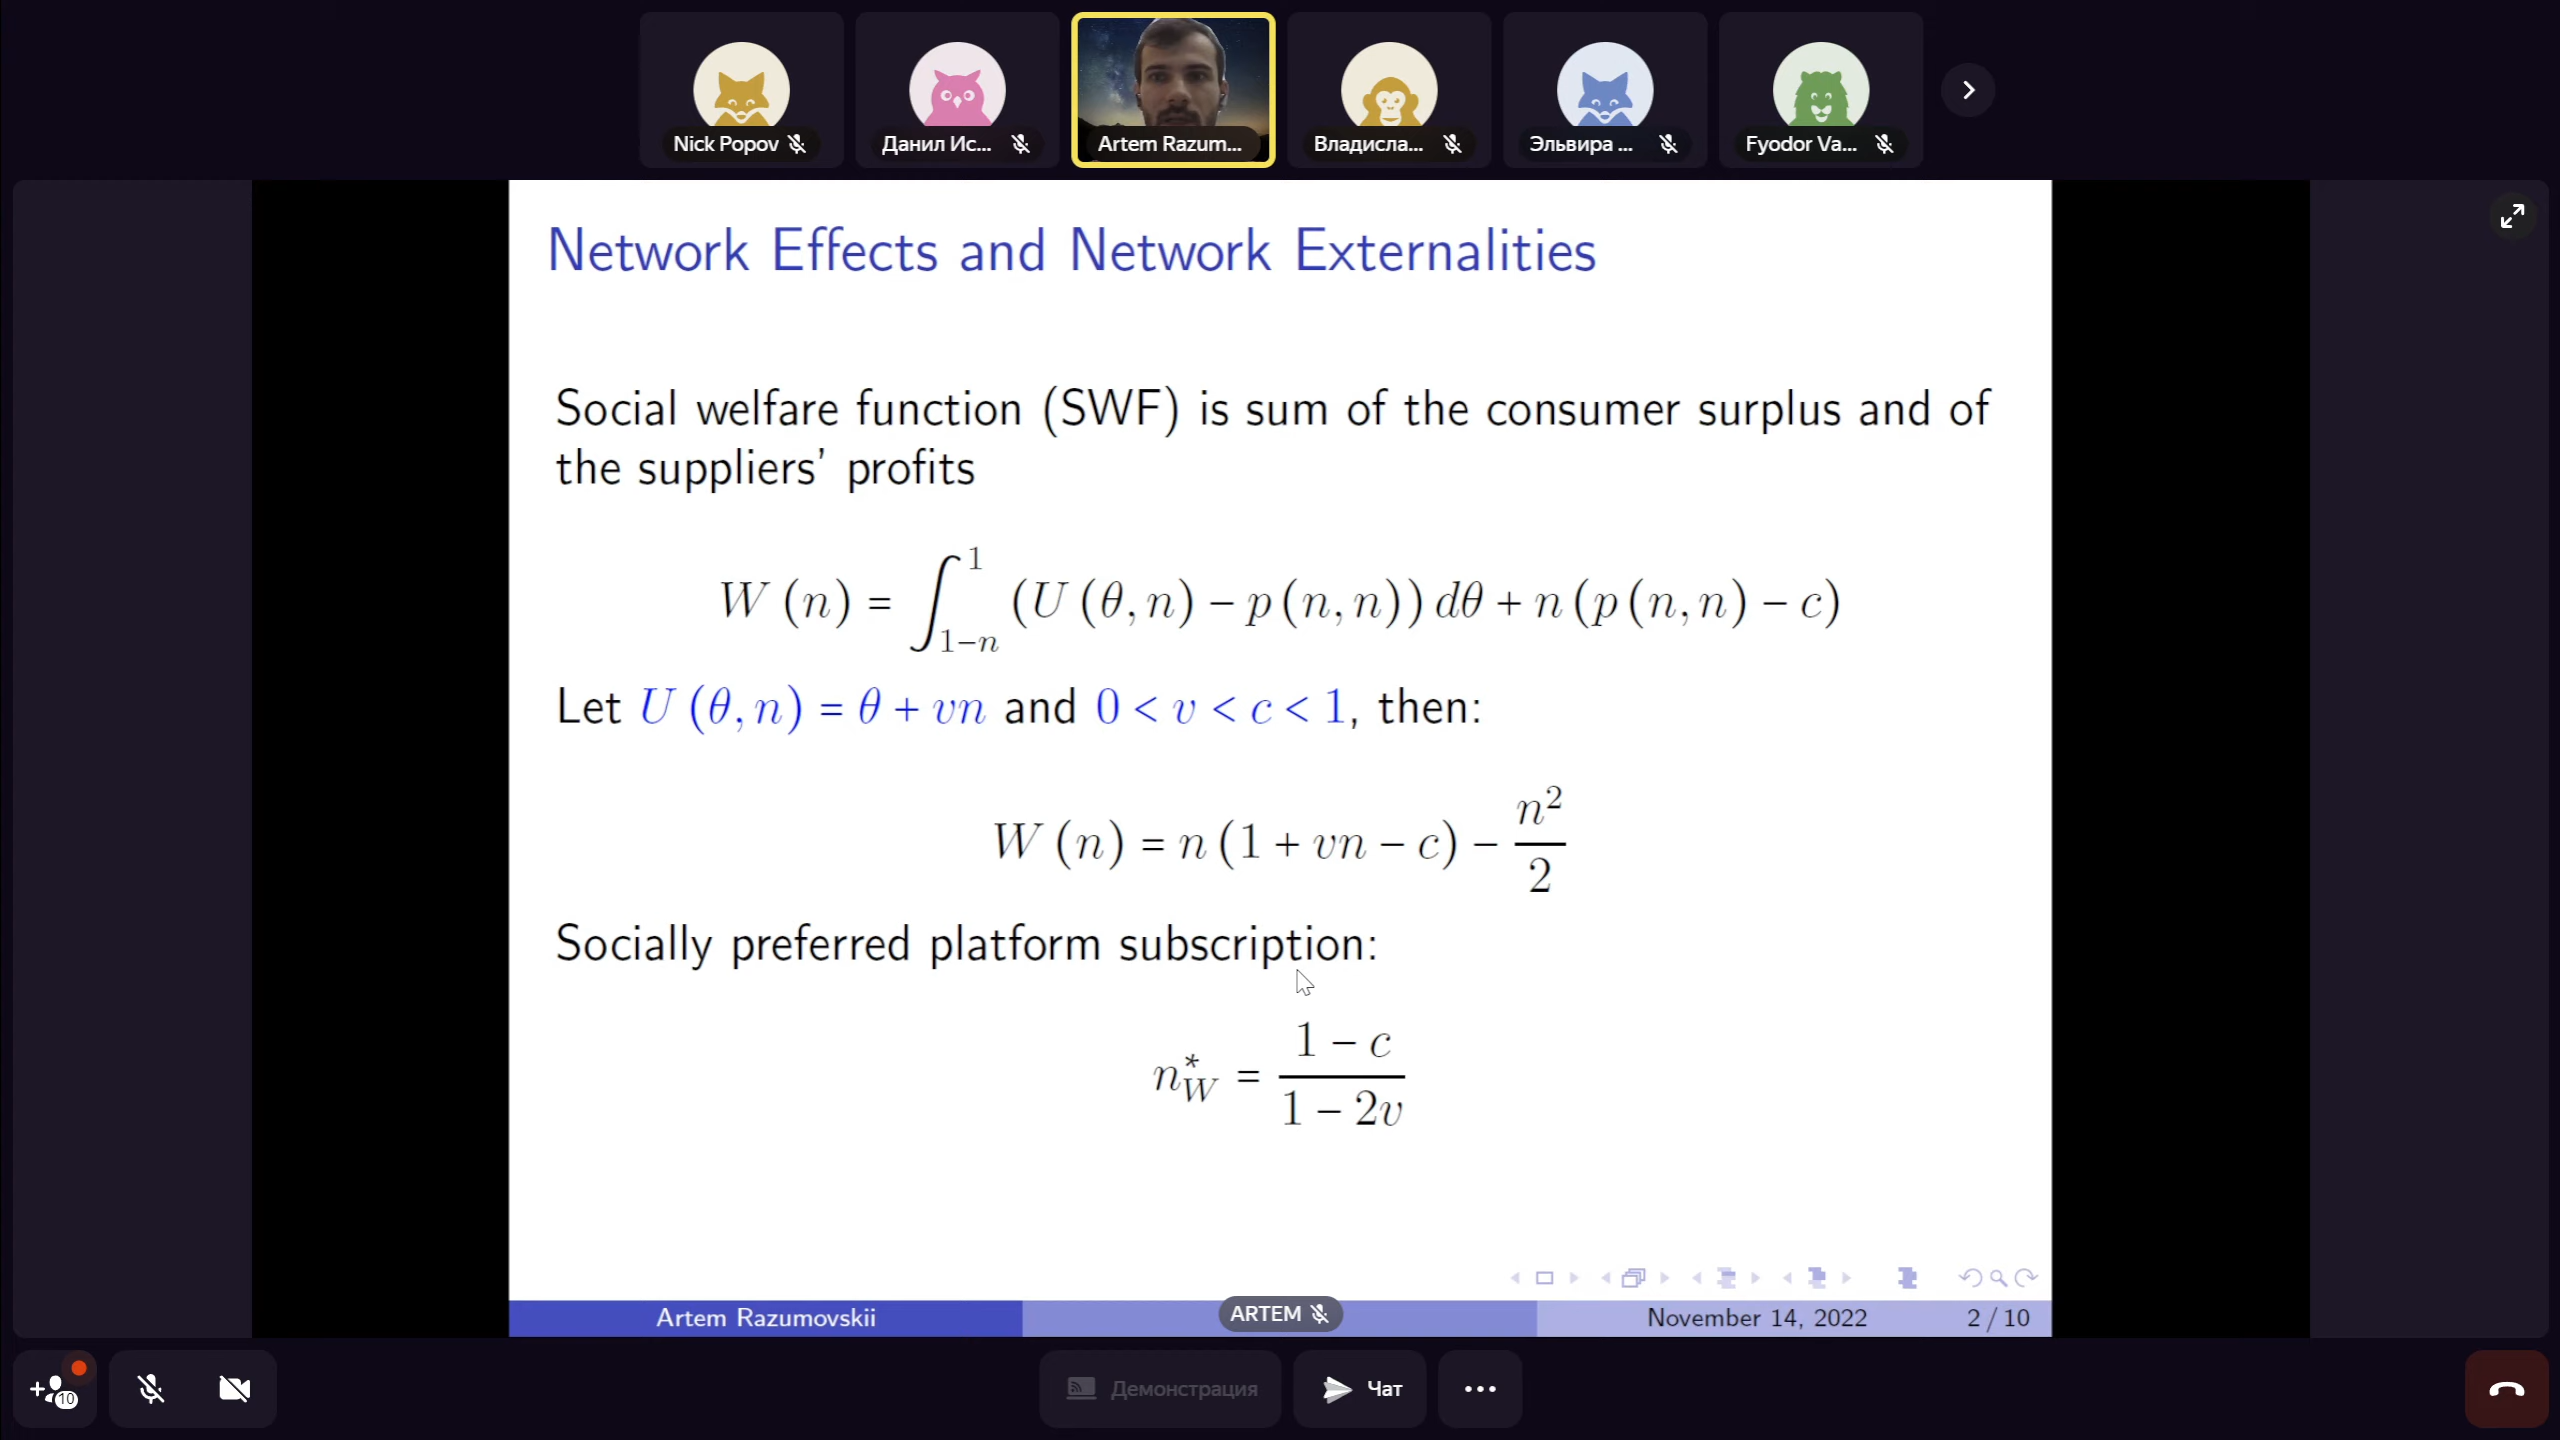 Nick Popov
Данил Ис...
Artem Razum...
Владисла...
Эльвира ...
Fyodor Va...
Network Effects and Network Externalities
Social welfare function (SWF) is sum of the consumer surplus and of
the suppliers' profits
W (n) = ∫_{1−n}^{1} (U (θ, n) − p (n, n)) dθ + n (p (n, n) − c)
Let U (θ, n) = θ + vn and 0 < v < c < 1, then:
W (n) = n (1 + vn − c) − n²/2
Socially preferred platform subscription:
n*_W = (1 − c)/(1 − 2v)
Artem Razumovskii
ARTEM
November 14, 2022
2 / 10
10
Демонстрация
Чат